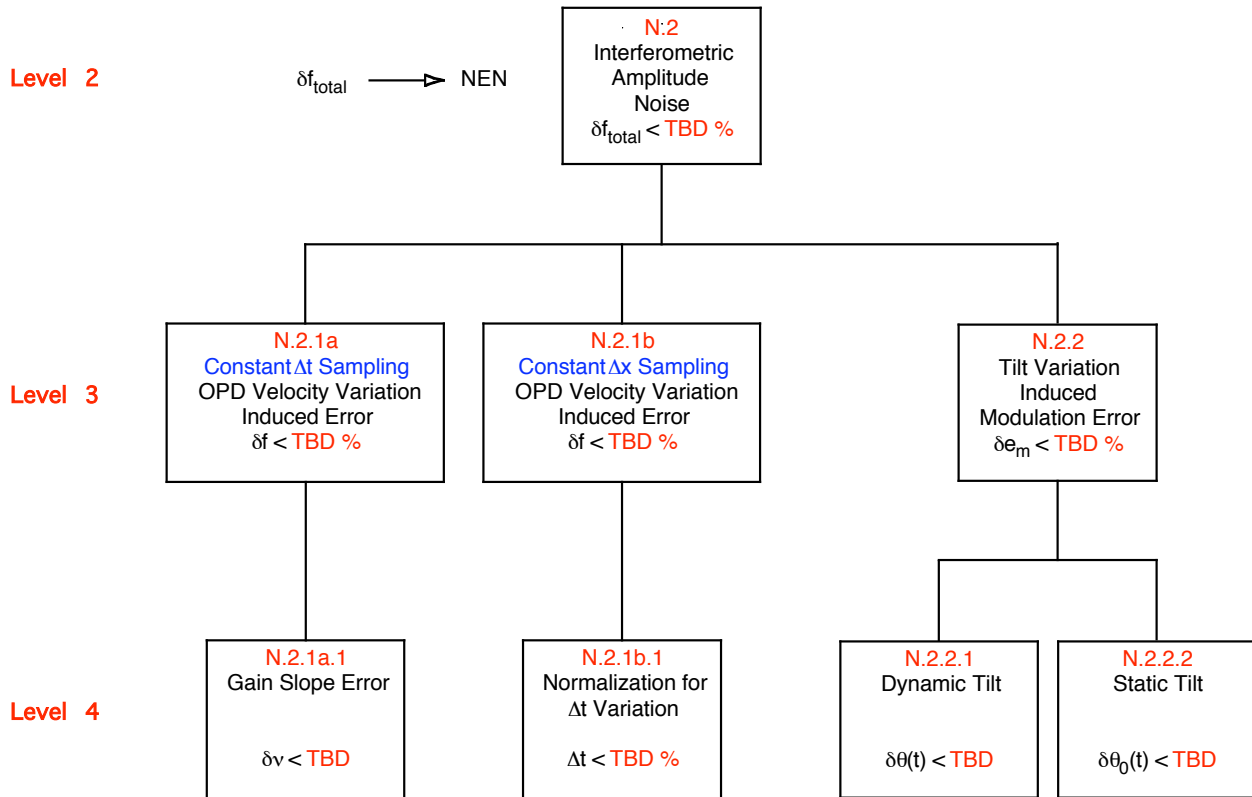 Level 2
δf_total → NEN
N.2
Interferometric
Amplitude
Noise
δf_total < TBD %
Level 3
N.2.1a
Constant Δt Sampling
OPD Velocity Variation
Induced Error
δf < TBD %
N.2.1b
Constant Δx Sampling
OPD Velocity Variation
Induced Error
δf < TBD %
N.2.2
Tilt Variation
Induced
Modulation Error
δe_m < TBD %
Level 4
N.2.1a.1
Gain Slope Error
δν < TBD
N.2.1b.1
Normalization for
Δt Variation
Δt < TBD %
N.2.2.1
Dynamic Tilt
δθ(t) < TBD
N.2.2.2
Static Tilt
δθ_0(t) < TBD